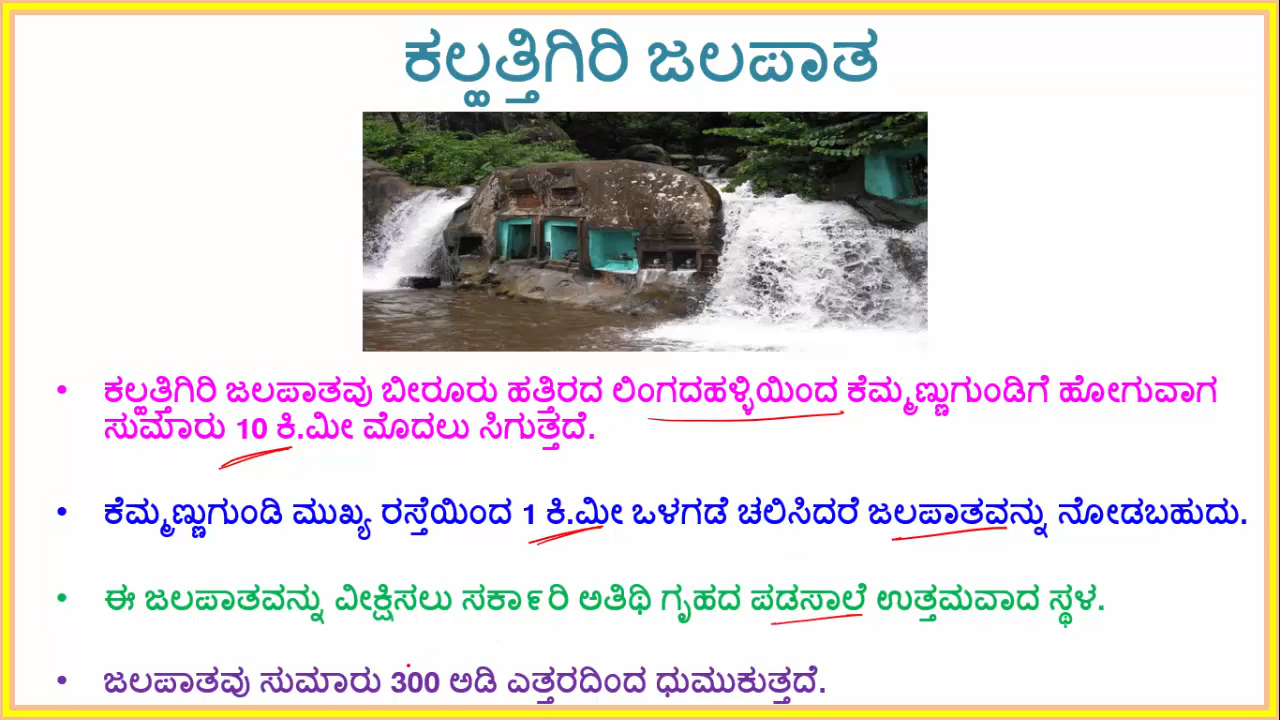 ಕಲ್ಹತ್ತಿಗಿರಿ ಜಲಪಾತ
• ಕಲ್ಹತ್ತಿಗಿರಿ ಜಲಪಾತವು ಬೀರೂರು ಹತ್ತಿರದ ಲಿಂಗದಹಳ್ಳಿಯಿಂದ ಕೆಮ್ಮಣ್ಣುಗುಂಡಿಗೆ ಹೋಗುವಾಗ
ಸುಮಾರು 10 ಕಿ.ಮೀ ಮೊದಲು ಸಿಗುತ್ತದೆ.
• ಕೆಮ್ಮಣ್ಣುಗುಂಡಿ ಮುಖ್ಯ ರಸ್ತೆಯಿಂದ 1 ಕಿ.ಮೀ ಒಳಗಡೆ ಚಲಿಸಿದರೆ ಜಲಪಾತವನ್ನು ನೋಡಬಹುದು.
• ಈ ಜಲಪಾತವನ್ನು ವೀಕ್ಷಿಸಲು ಸಕಾ೯ರಿ ಅತಿಥಿ ಗೃಹದ ಪಡಸಾಲೆ ಉತ್ತಮವಾದ ಸ್ಥಳ.
• ಜಲಪಾತವು ಸುಮಾರು 300 ಅಡಿ ಎತ್ತರದಿಂದ ಧುಮುಕುತ್ತದೆ.